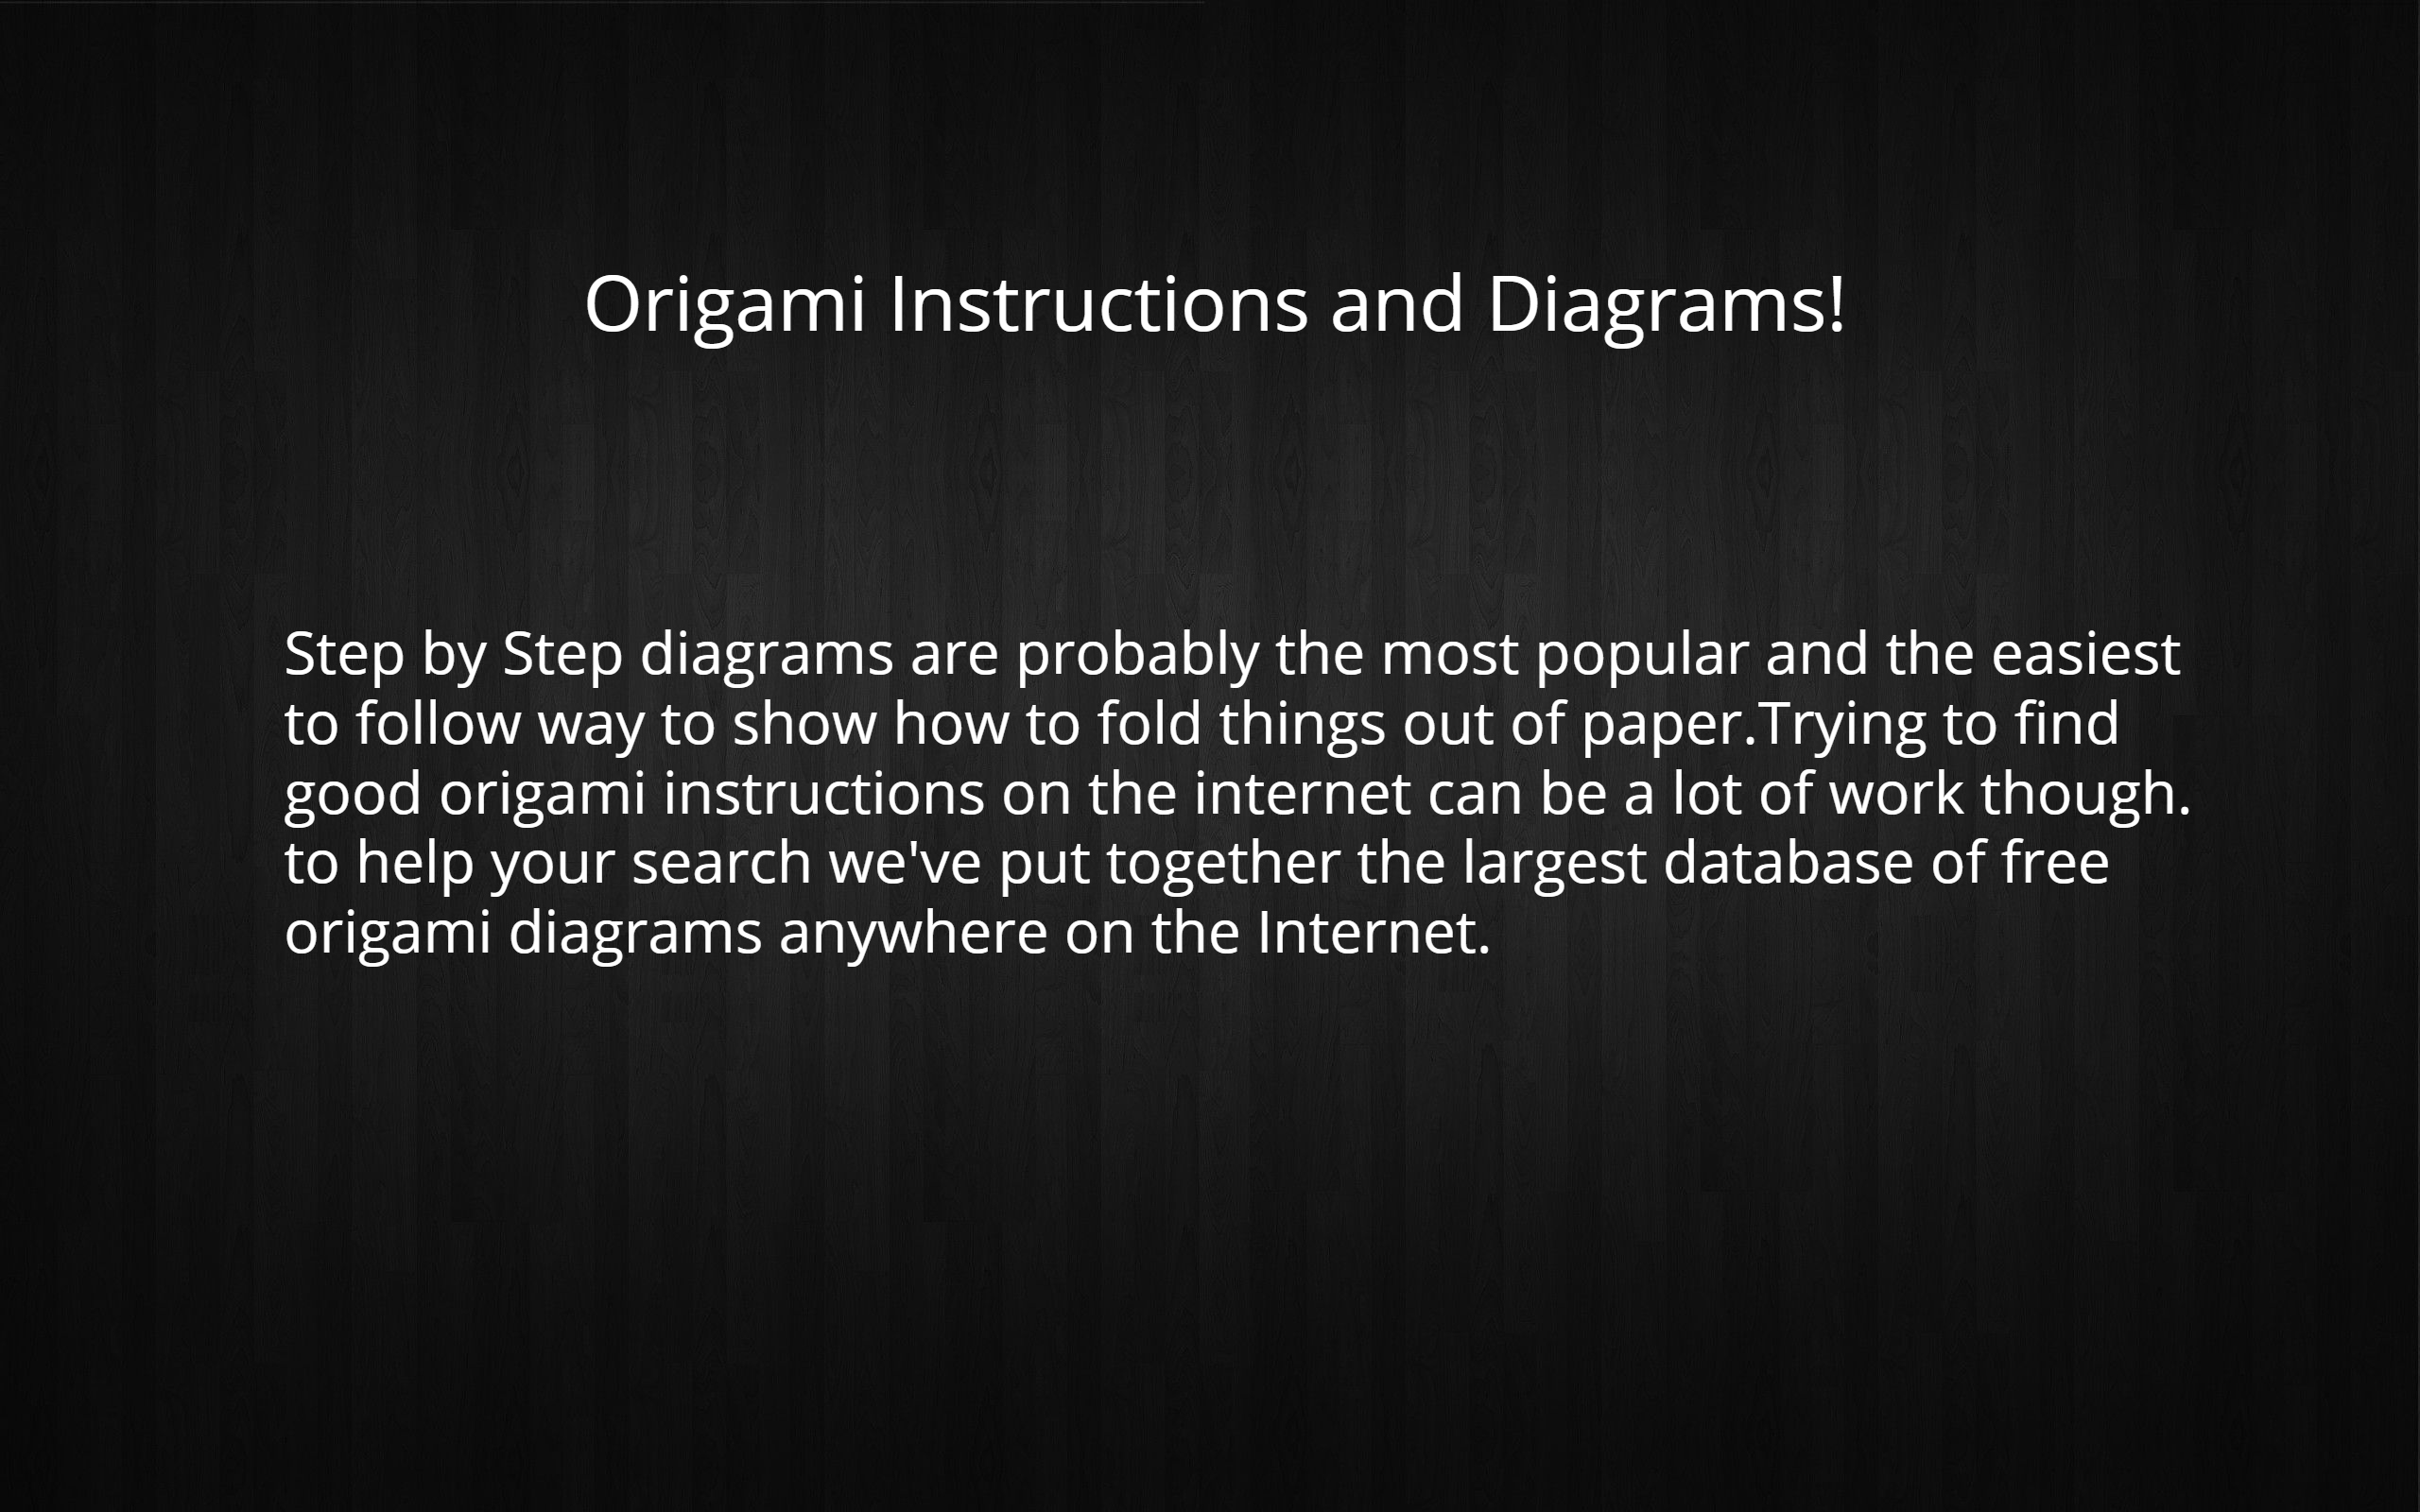 Origami Instructions and Diagrams!
Step by Step diagrams are probably the most popular and the easiest
to follow way to show how to fold things out of paper.Trying to find
good origami instructions on the internet can be a lot of work though.
to help your search we've put together the largest database of free
origami diagrams anywhere on the Internet.